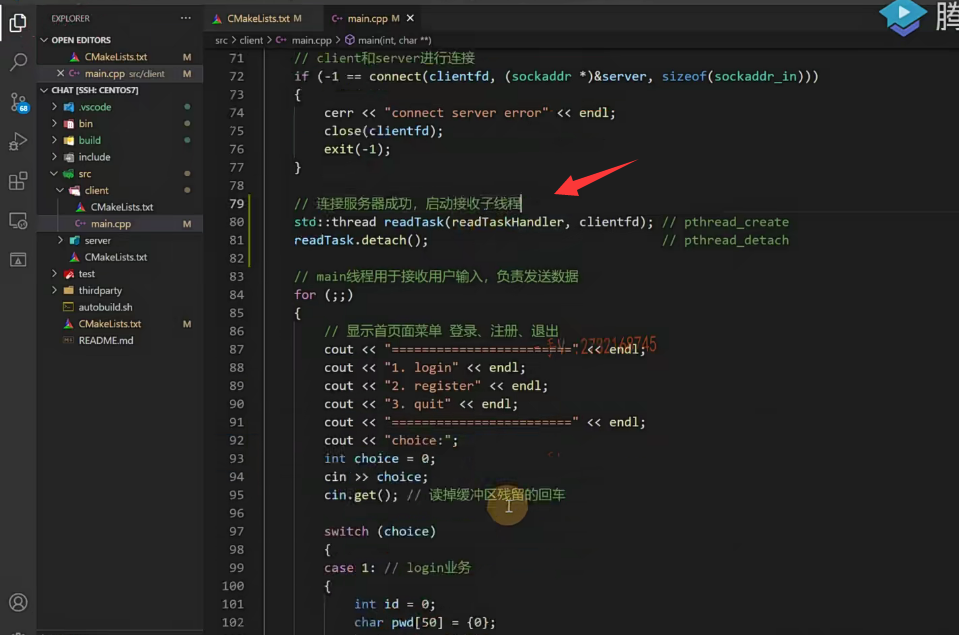 EXPLORER
OPEN EDITORS
CMakeLists.txt M
main.cpp src/client M
CHAT [SSH: CENTOS7]
.vscode
bin
build
include
src
client
CMakeLists.txt
main.cpp
server
CMakeLists.txt
test
thirdparty
autobuild.sh
CMakeLists.txt M
README.md
68
CMakeLists.txt M
main.cpp M
腾
src > client > main.cpp > main(int, char **)
71 // client和server进行连接
72 if (-1 == connect(clientfd, (sockaddr *)&server, sizeof(sockaddr_in)))
73 {
74 cerr << "connect server error" << endl;
75 close(clientfd);
76 exit(-1);
77 }
78
79 // 连接服务器成功，启动接收子线程
80 std::thread readTask(readTaskHandler, clientfd); // pthread_create
81 readTask.detach(); // pthread_detach
82
83 // main线程用于接收用户输入，负责发送数据
84 for (;;)
85 {
86 // 显示首页面菜单 登录、注册、退出
87 cout << "========================" << endl;
88 cout << "1. login" << endl;
89 cout << "2. register" << endl;
90 cout << "3. quit" << endl;
91 cout << "========================" << endl;
92 cout << "choice:";
93 int choice = 0;
94 cin >> choice;
95 cin.get(); // 读掉缓冲区残留的回车
96
97 switch (choice)
98 {
99 case 1: // login业务
100 {
101 int id = 0;
102 char pwd[50] = {0};